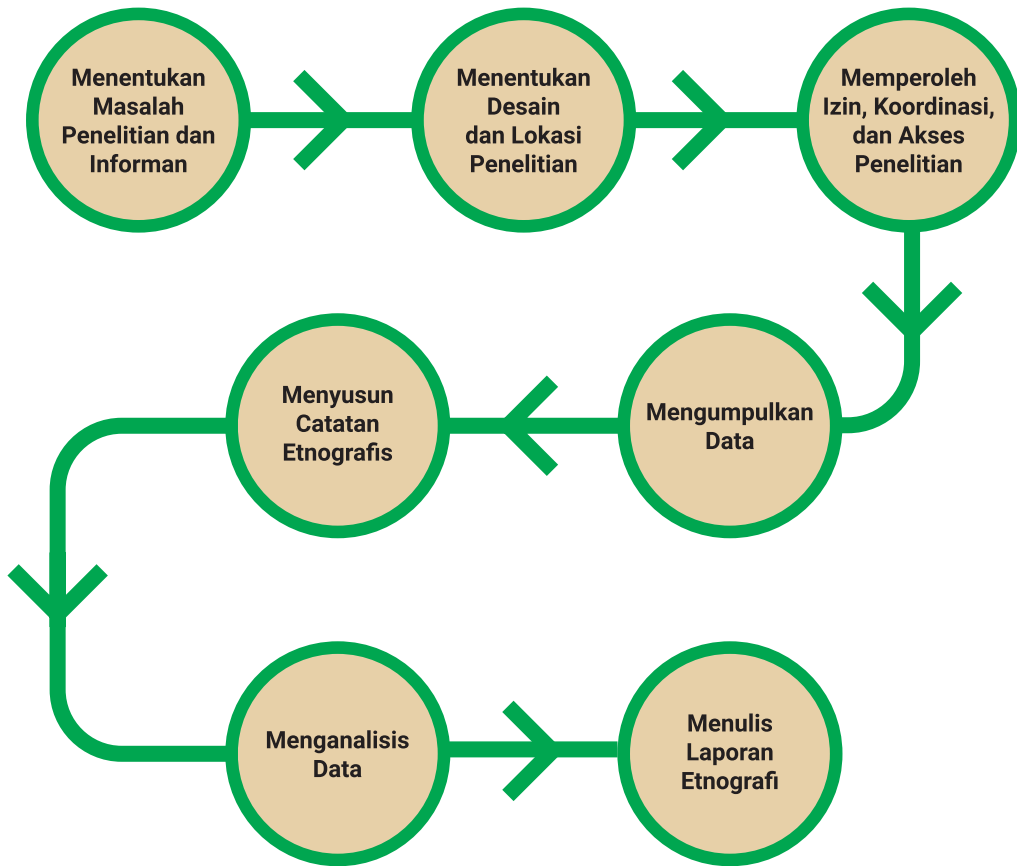 Menentukan
Masalah
Penelitian dan
Informan
Menentukan
Desain
dan Lokasi
Penelitian
Memperoleh
Izin, Koordinasi,
dan Akses
Penelitian
Mengumpulkan
Data
Menyusun
Catatan
Etnografis
Menganalisis
Data
Menulis
Laporan
Etnografi